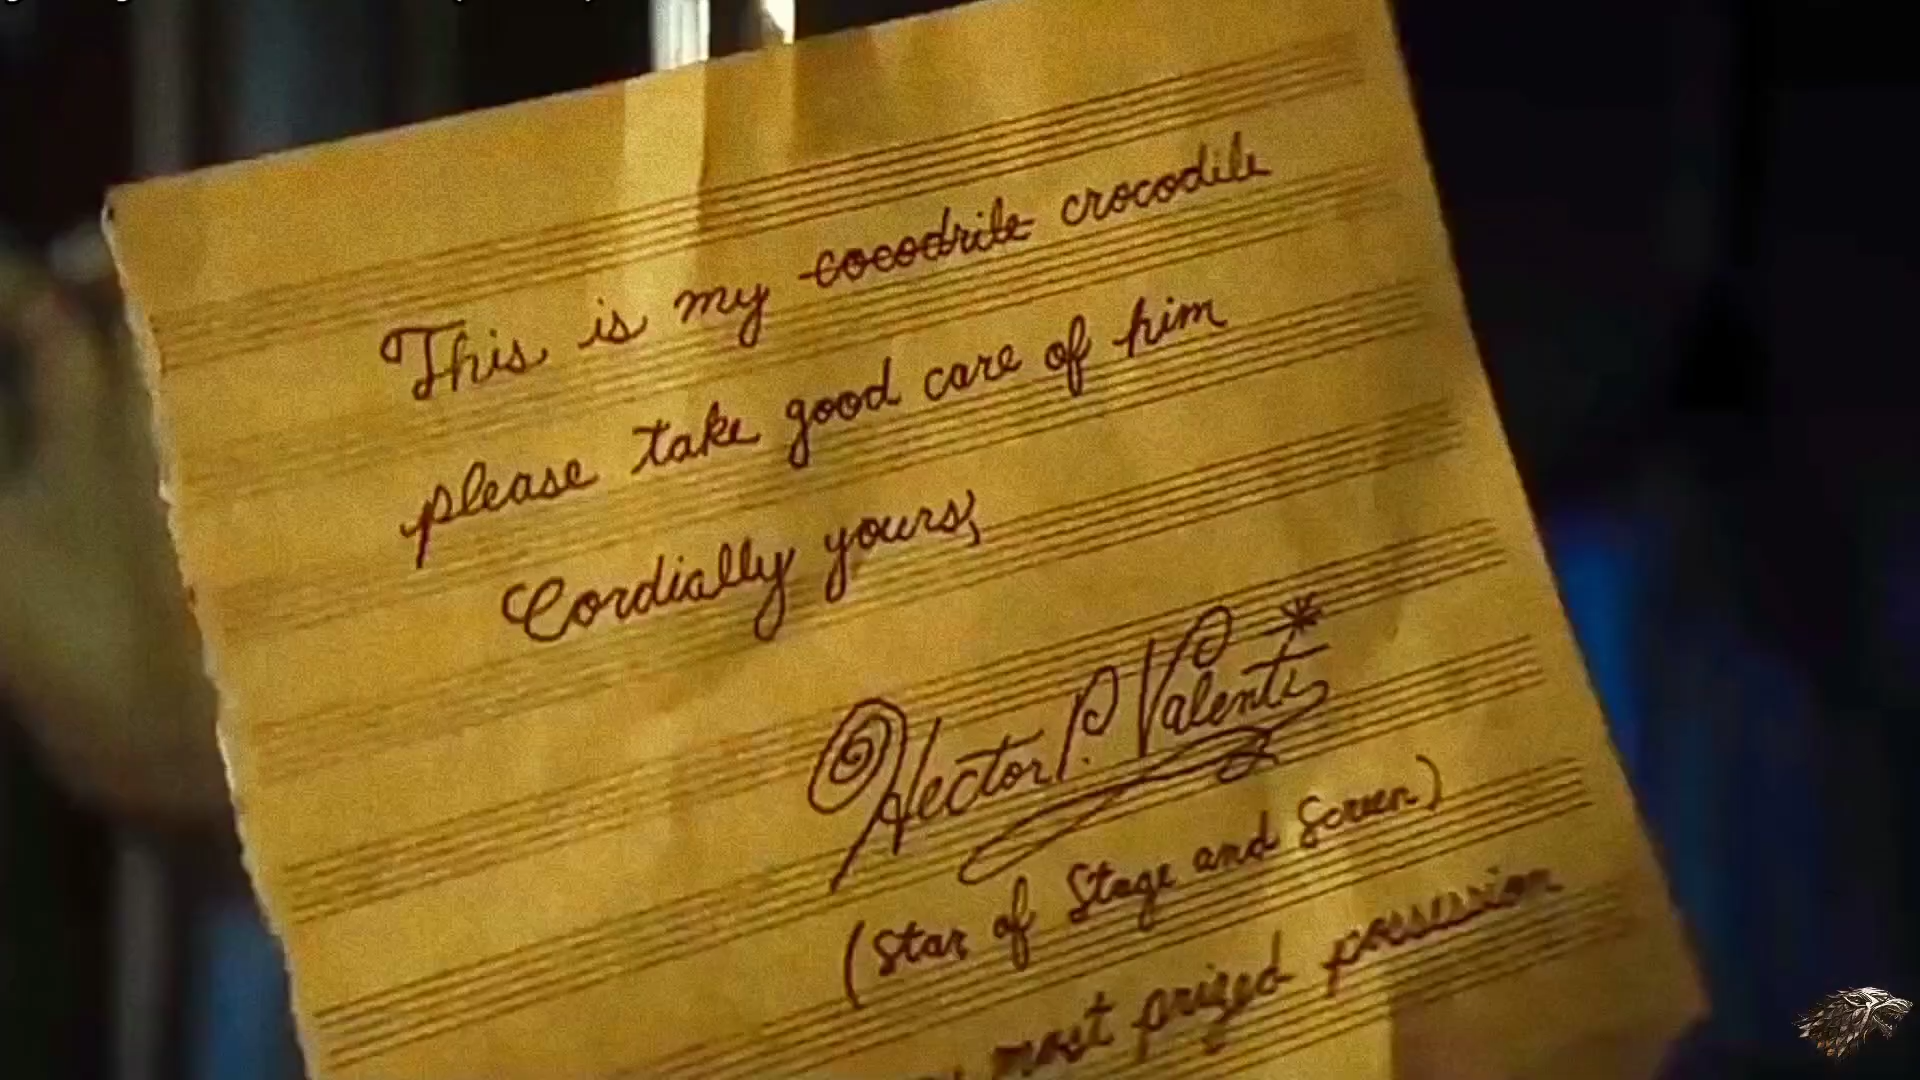 This is my cocodrile crocodile
please take good care of him
Cordially yours,
Hector P. Valenti
(Star of Stage and Screen)
most prized possession